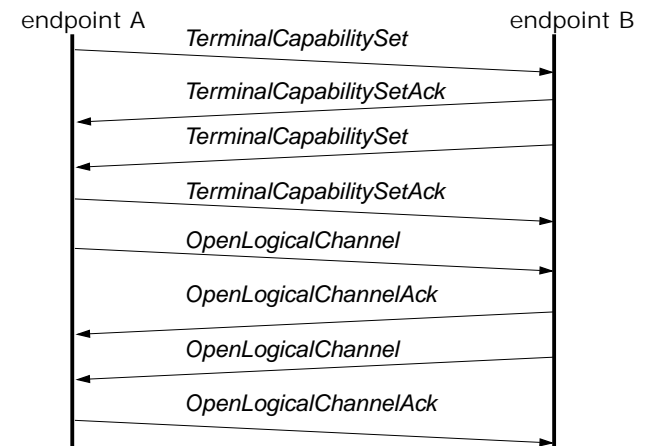 endpoint A endpoint B
TerminalCapabilitySet
TerminalCapabilitySetAck
TerminalCapabilitySet
TerminalCapabilitySetAck
OpenLogicalChannel
OpenLogicalChannelAck
OpenLogicalChannel
OpenLogicalChannelAck